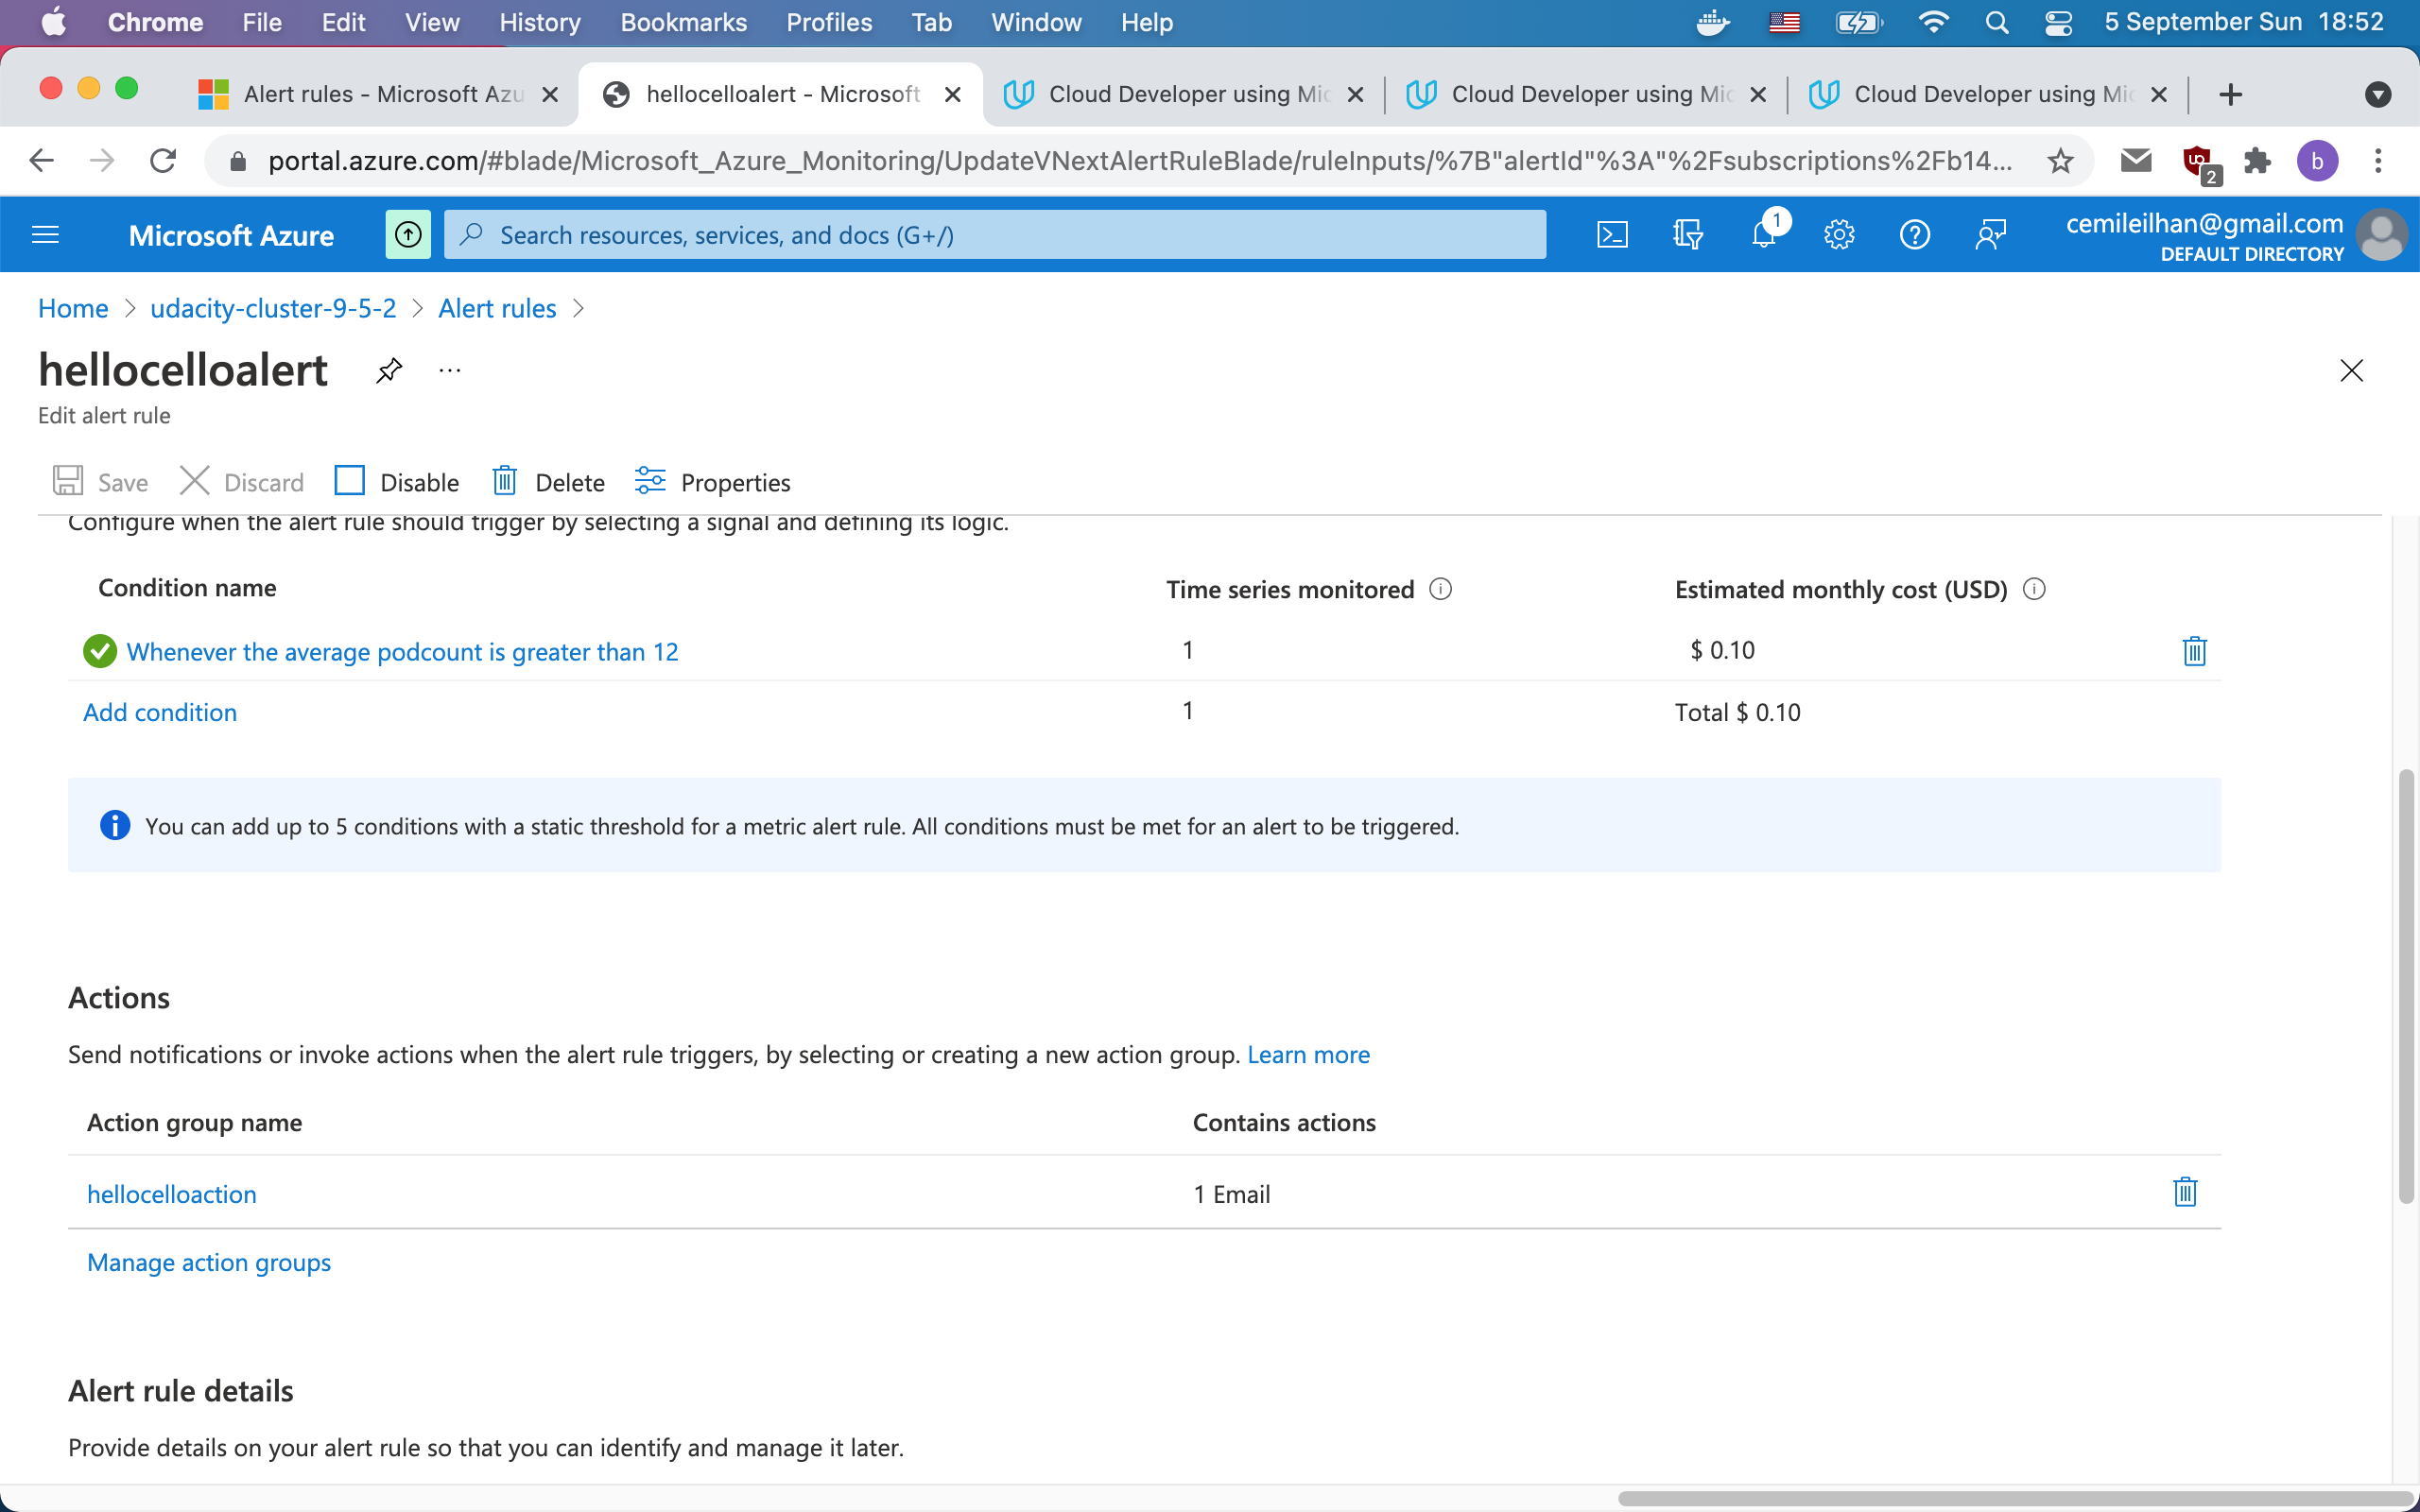 Chrome File Edit View History Bookmarks Profiles Tab Window Help 5 September Sun 18:52
Alert rules - Microsoft Azu hellocelloalert - Microsoft Cloud Developer using Mic Cloud Developer using Mic Cloud Developer using Mic
portal.azure.com/#blade/Microsoft_Azure_Monitoring/UpdateVNextAlertRuleBlade/ruleInputs/%7B"alertId"%3A"%2Fsubscriptions%2Fb14... 2 b
Microsoft Azure Search resources, services, and docs (G+/) 1 cemileilhan@gmail.com
DEFAULT DIRECTORY
Home > udacity-cluster-9-5-2 > Alert rules >
hellocelloalert ...
Edit alert rule
Save Discard Disable Delete Properties
Configure when the alert rule should trigger by selecting a signal and defining its logic.
Condition name Time series monitored Estimated monthly cost (USD)
Whenever the average podcount is greater than 12 1 $ 0.10
Add condition 1 Total $ 0.10
You can add up to 5 conditions with a static threshold for a metric alert rule. All conditions must be met for an alert to be triggered.
Actions
Send notifications or invoke actions when the alert rule triggers, by selecting or creating a new action group. Learn more
Action group name Contains actions
hellocelloaction 1 Email
Manage action groups
Alert rule details
Provide details on your alert rule so that you can identify and manage it later.